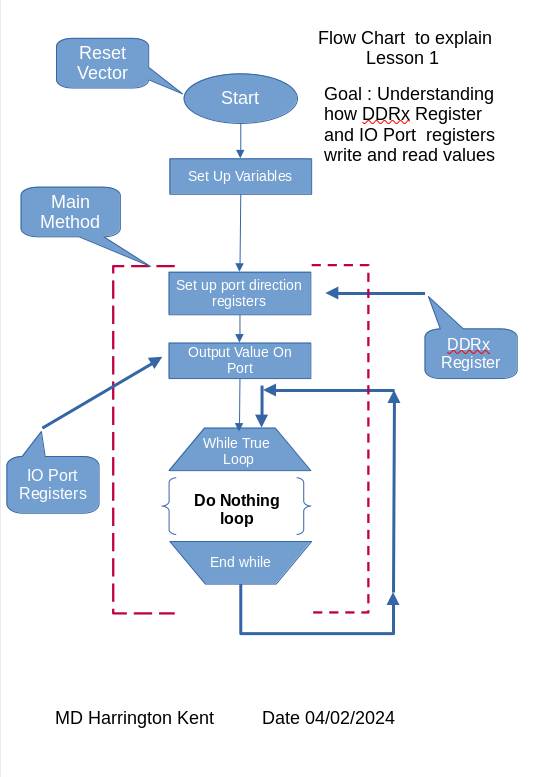 Flow Chart  to explain
Lesson 1
Goal : Understanding
how DDRx Register
and IO Port  registers
write and read values
Reset
Vector
Start
Set Up Variables
Main
Method
Set up port direction
registers
DDRx
Register
Output Value On
Port
While True
Loop
IO Port
Registers
Do Nothing
loop
End while
MD Harrington Kent
Date 04/02/2024